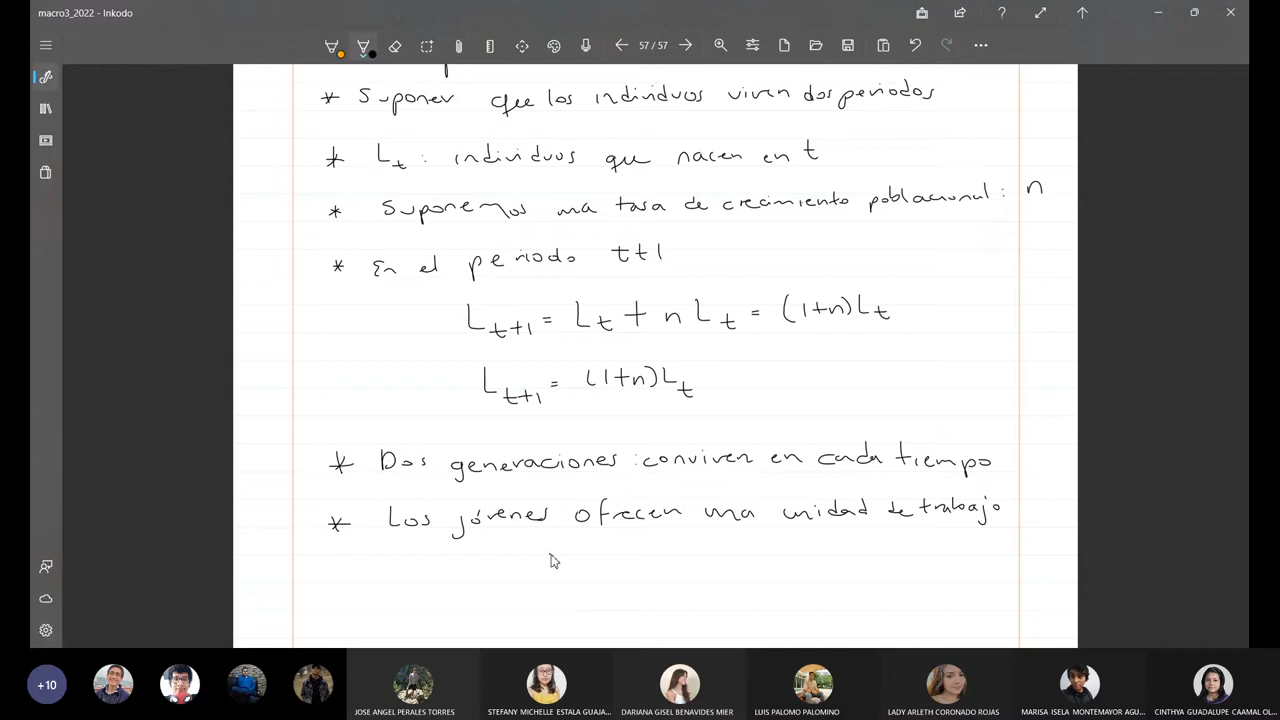 macro3_2022 - Inkodo
57 / 57
* Suponer que los individuos viven dos periodos
* Lt : individuos que nacen en t
* Suponemos una tasa de crecimiento poblacional : n
* En el periodo t+1
Lt+1 = Lt + n Lt = (1+n)Lt
Lt+1 = (1+n)Lt
* Dos generaciones : conviven en cada tiempo
* Los jóvenes ofrecen una unidad de trabajo
+10
JOSE ANGEL PERALES TORRES
STEFANY MICHELLE ESTALA GUAJA...
DARIANA GISEL BENAVIDES MIER
LUIS PALOMO PALOMINO
LADY ARLETH CORONADO ROJAS
MARISA ISELA MONTEMAYOR AGU...
CINTHYA GUADALUPE CAAMAL OL...